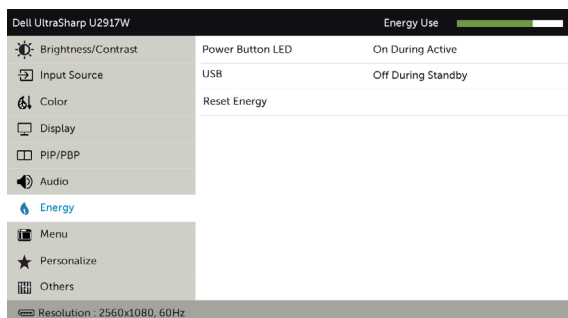 Dell UltraSharp U2917W Energy Use
Brightness/Contrast Power Button LED On During Active
Input Source USB Off During Standby
Color Reset Energy
Display
PIP/PBP
Audio
Energy
Menu
Personalize
Others
Resolution : 2560x1080, 60Hz